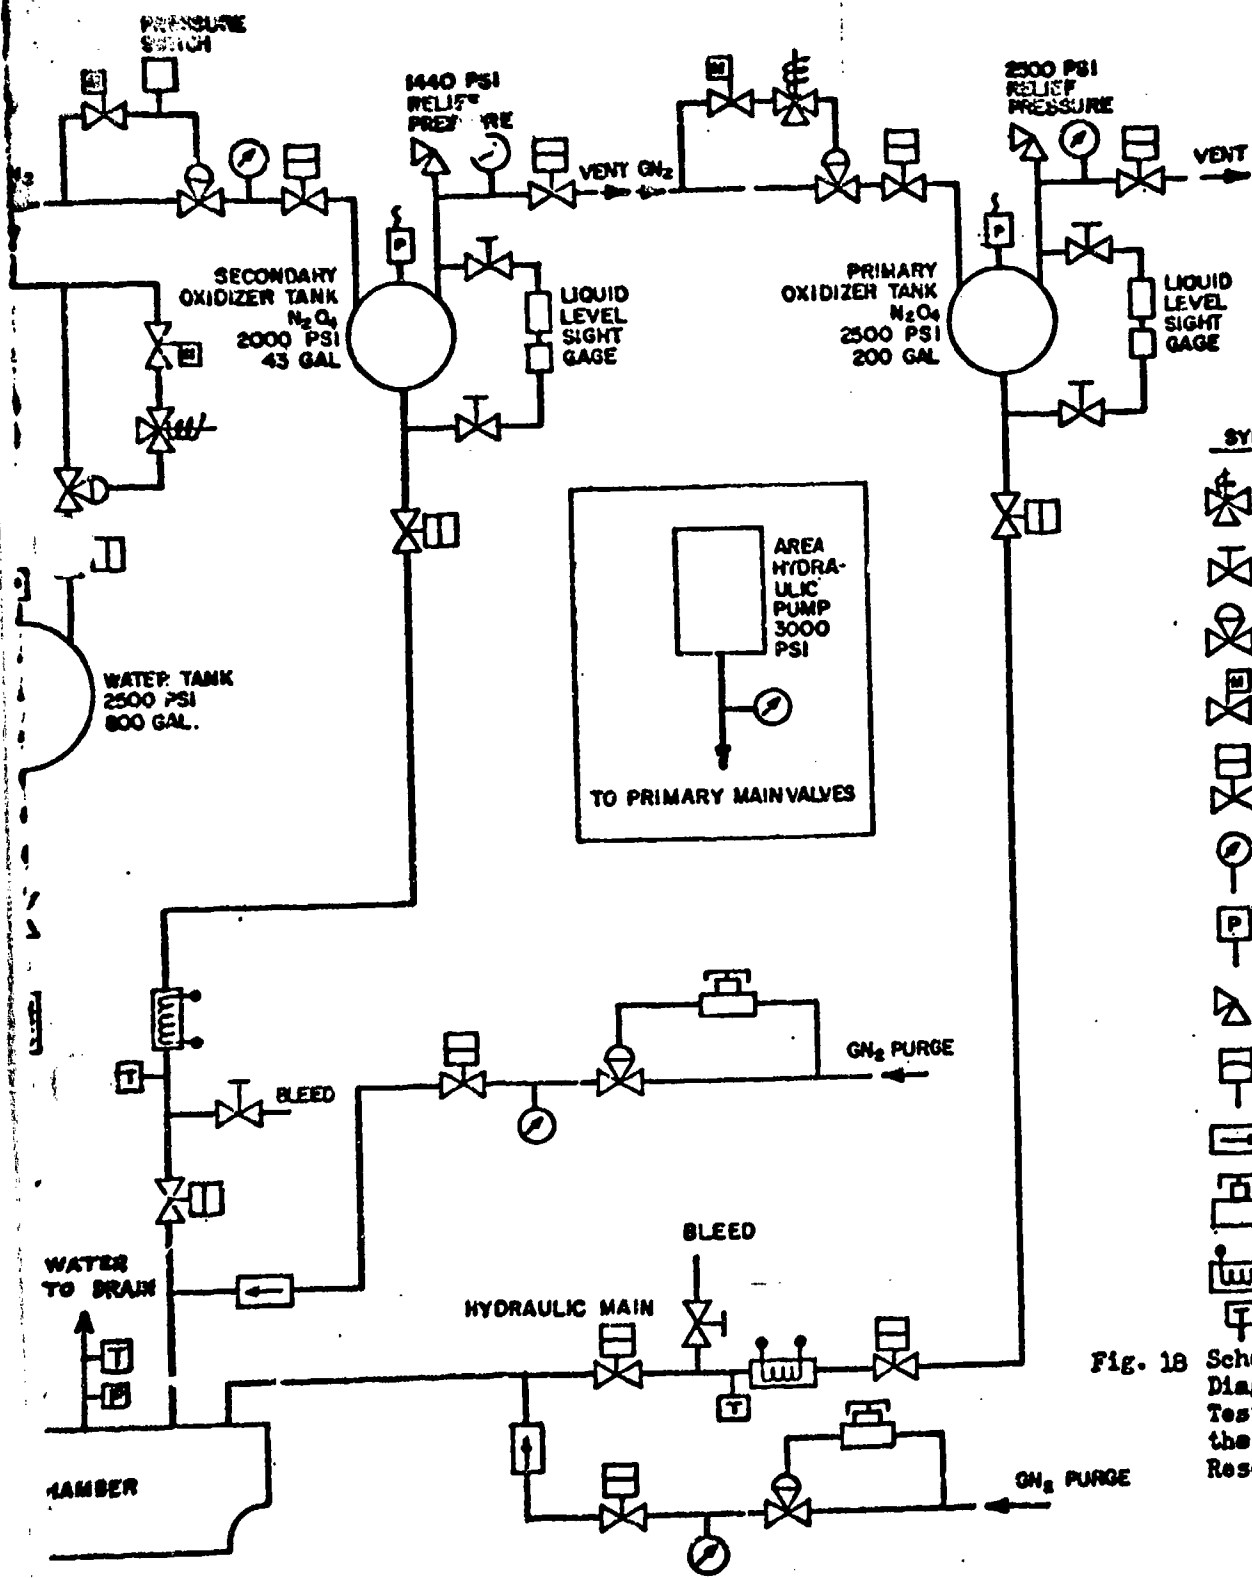 PRESSURE
SWITCH
1440 PSI
RELIEF
M
2500 PSI
RELIEF
PRESSURE
VENT GN2
VENT
P
P
SECONDARY
OXIDIZER TANK
N2O4
2000 PSI
43 GAL
LIQUID
LEVEL
SIGHT
GAGE
PRIMARY
OXIDIZER TANK
N2O4
2500 PSI
200 GAL
LIQUID
LEVEL
SIGHT
GAGE
M
AREA
HYDRA-
ULIC
PUMP
3000
PSI
TO PRIMARY MAIN VALVES
WATER TANK
2500 PSI
800 GAL.
M
P
GN2 PURGE
T
BLEED
WATER
TO DRAIN
T
P
BLEED
HYDRAULIC MAIN
T
T
Fig. 18
the
GN2 PURGE